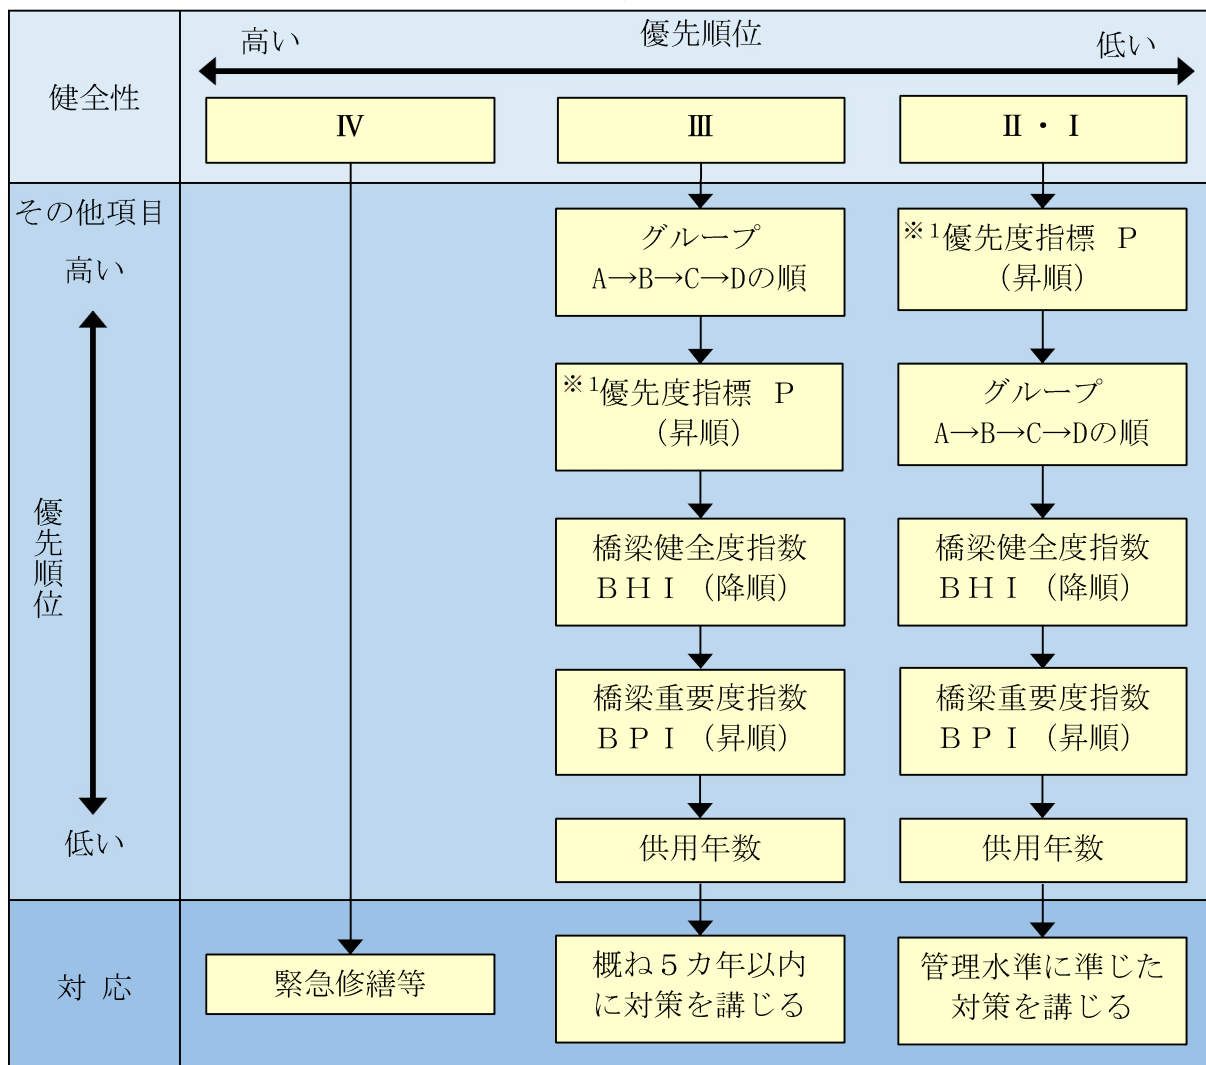 健全性
高い
優先順位
低い
Ⅳ
Ⅲ
Ⅱ・Ⅰ
その他項目
高い
優先順位
低い
グループ
A→B→C→Dの順
※1優先度指標 P
(昇順)
橋梁健全度指数
BHI(降順)
橋梁重要度指数
BPI(昇順)
供用年数
※1優先度指標 P
(昇順)
グループ
A→B→C→Dの順
橋梁健全度指数
BHI(降順)
橋梁重要度指数
BPI(昇順)
供用年数
対 応
緊急修繕等
概ね5カ年以内
に対策を講じる
管理水準に準じた
対策を講じる